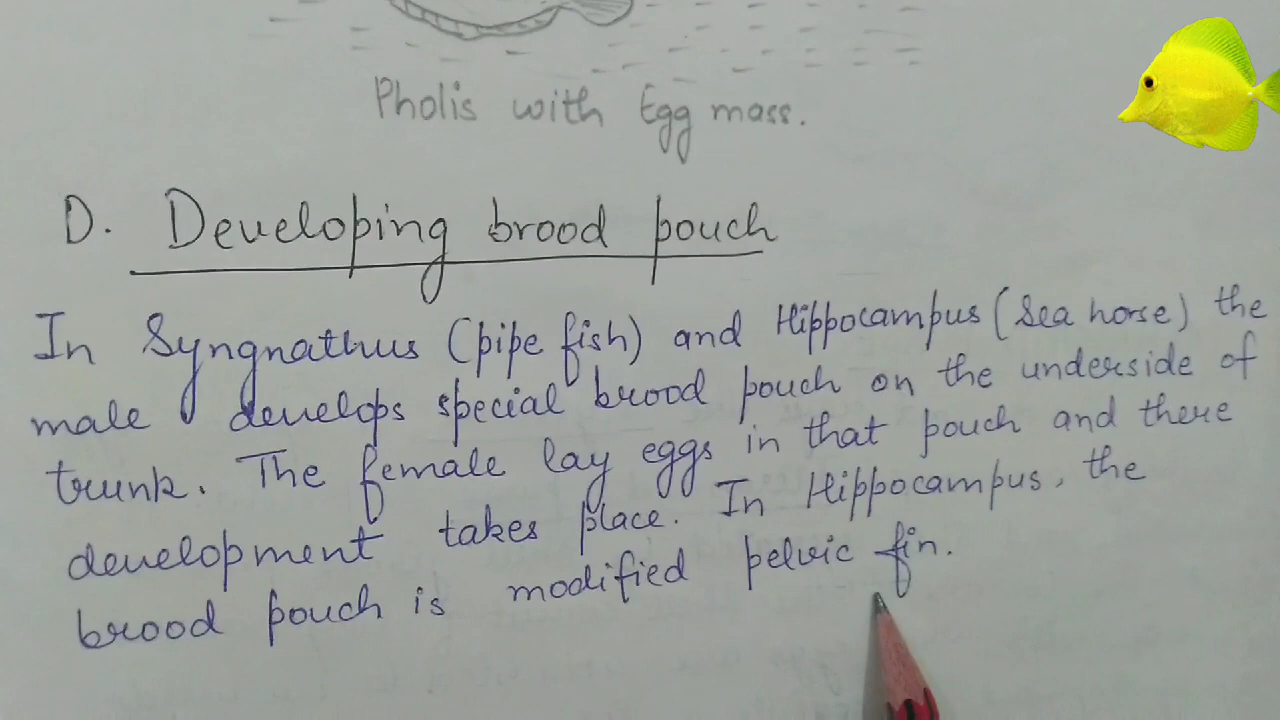 Pholis with Egg mass.
D. Developing brood pouch
In Syngnathus (pipe fish) and Hippocampus (Sea horse) the
male develops special brood pouch on the underside of
trunk. The female lay eggs in that pouch and there
development takes place. In Hippocampus, the
brood pouch is modified pelvic fin.